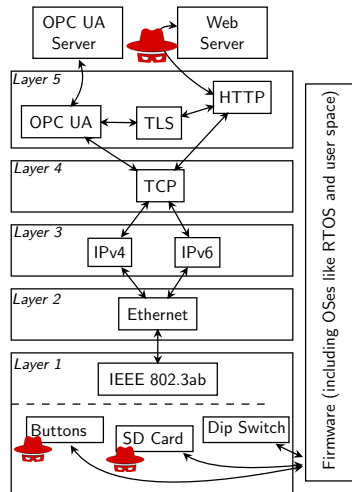 OPC UA
Server
Web
Server
Layer 5
HTTP
OPC UA
TLS
Layer 4
TCP
Layer 3
IPv4
IPv6
Layer 2
Ethernet
Layer 1
IEEE 802.3ab
Buttons
SD Card
Dip Switch
Firmware (including OSes like RTOS and user space)